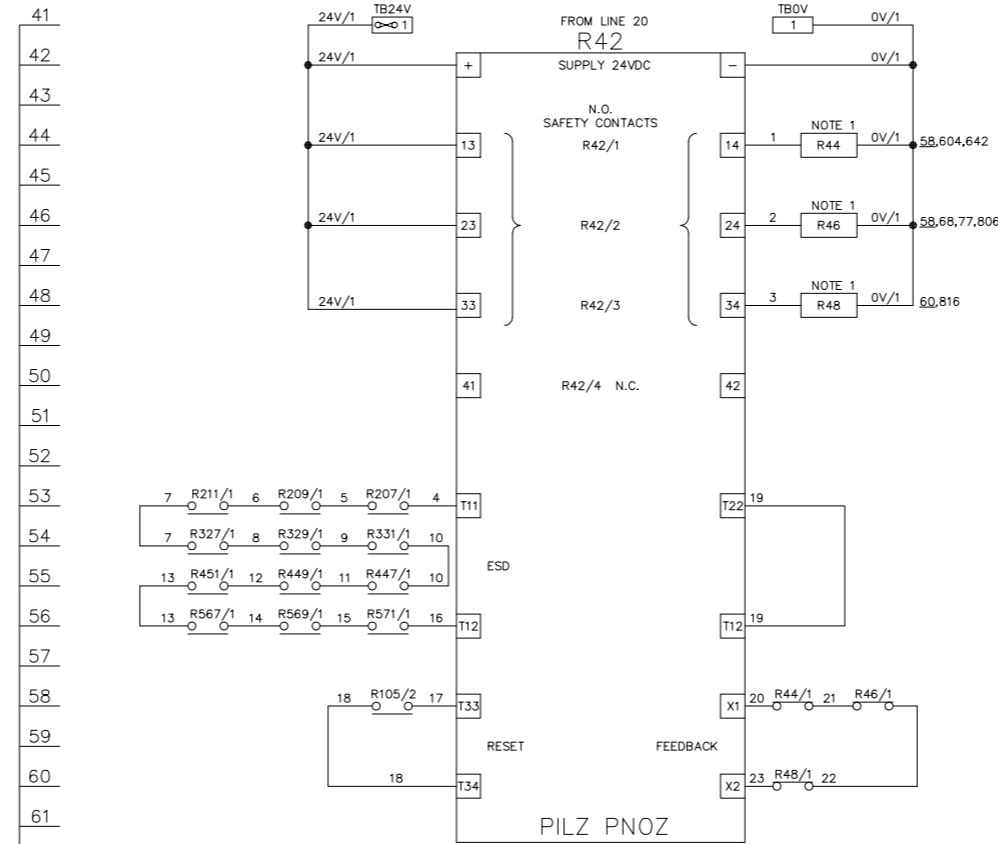 41 24V/1 TB24V 1 FROM LINE 20 TB0V 1 0V/1
R42
42 24V/1 + SUPPLY 24VDC - 0V/1
43
N.O.
SAFETY CONTACTS
44 24V/1 13 R42/1 14 1 NOTE 1 R44 0V/1 58,604,642
45
46 24V/1 23 R42/2 24 2 NOTE 1 R46 0V/1 58,68,77,806
47
48 24V/1 33 R42/3 34 3 NOTE 1 R48 0V/1 60,816
49
50 41 R42/4 N.C. 42
51
52
53 7 R211/1 6 R209/1 5 R207/1 4 T11 T22 19
54 7 R327/1 8 R329/1 9 R331/1 10
ESD
55 13 R451/1 12 R449/1 11 R447/1 10
56 13 R567/1 14 R569/1 15 R571/1 16 T12 T12 19
57
58 18 R105/2 17 T33 X1 20 R44/1 21 R46/1
59 RESET FEEDBACK
60 18 T34 X2 23 R48/1 22
61 PILZ PNOZ